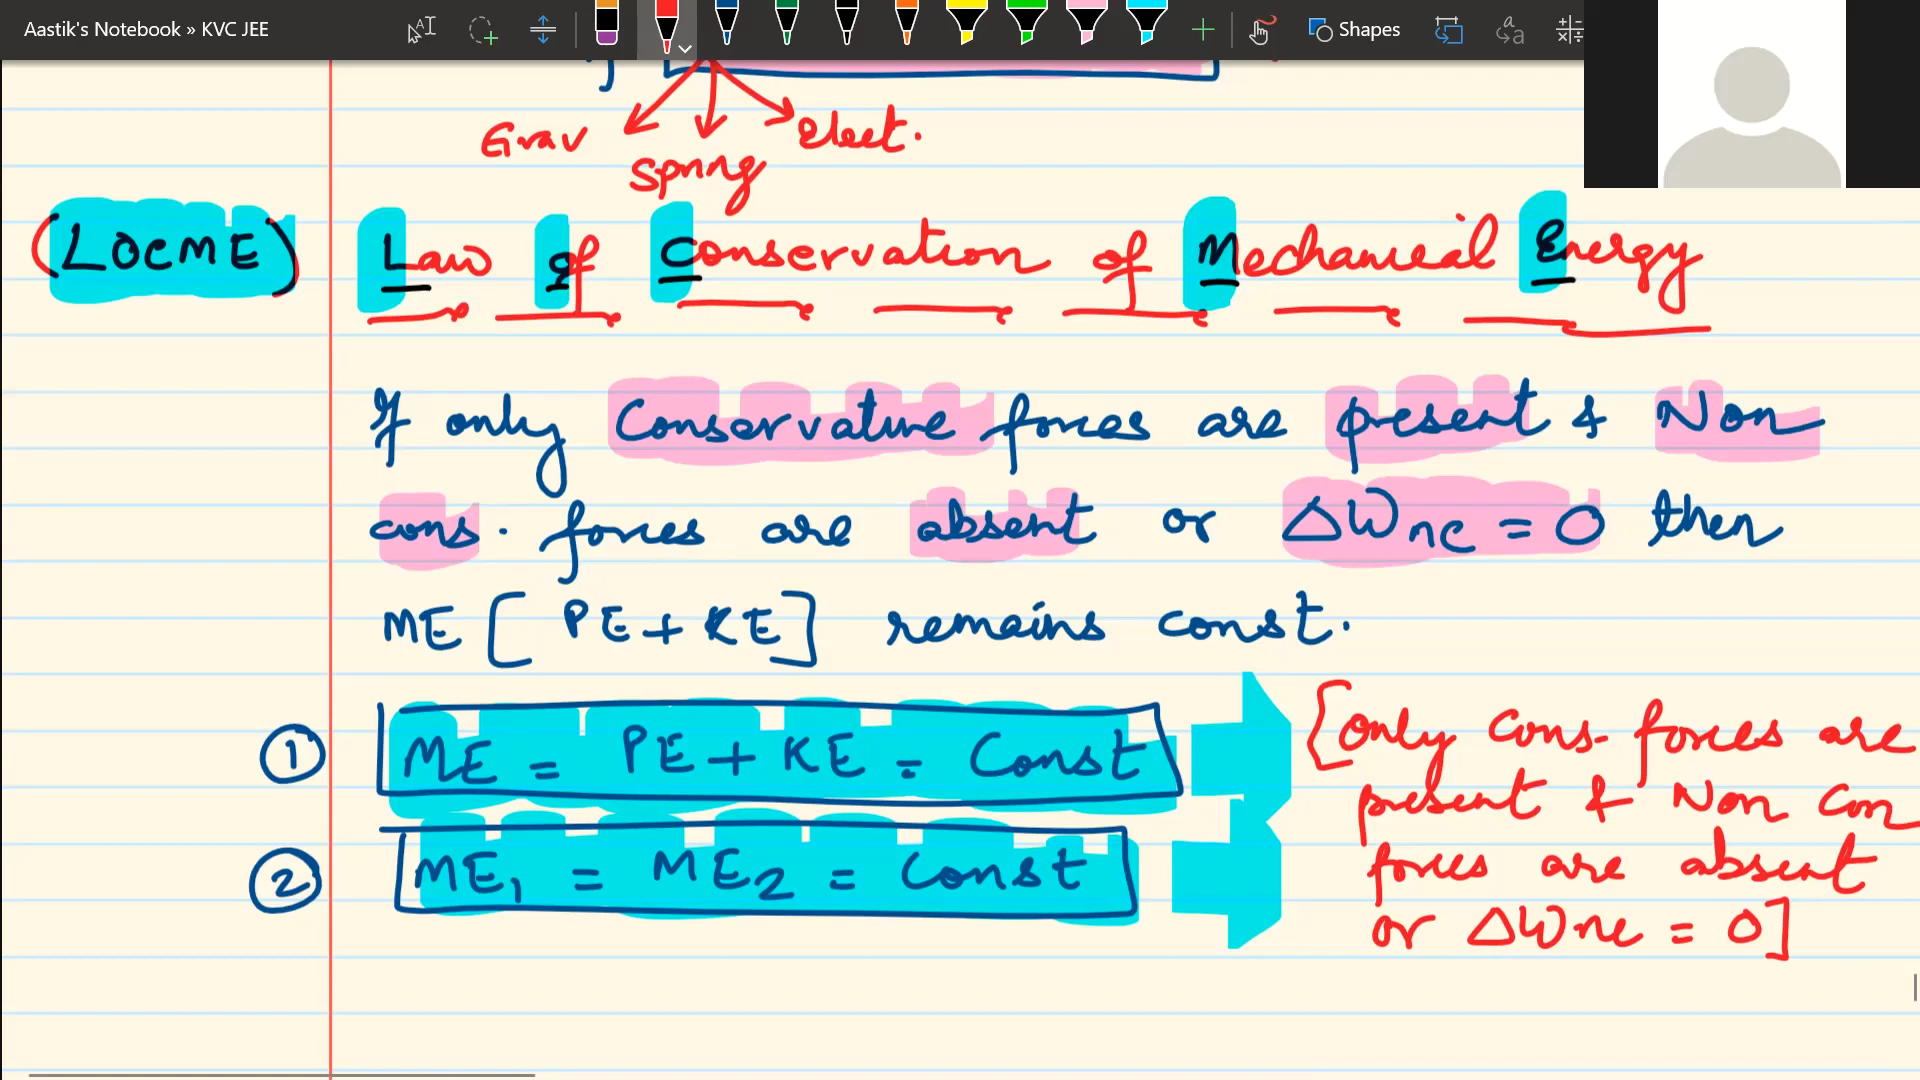 Aastik's Notebook » KVC JEE
Shapes
Grav
Spring
Elect.
(LOCME) Law of Conservation of Mechanical Energy
If only Conservative forces are present & Non
cons. forces are absent or ΔWnc = 0 then
ME [ PE + KE ] remains const.
① ME = PE + KE = Const
② ME₁ = ME₂ = Const
[Only Cons. forces are
present & Non Con
forces are absent
or ΔWnc = 0]